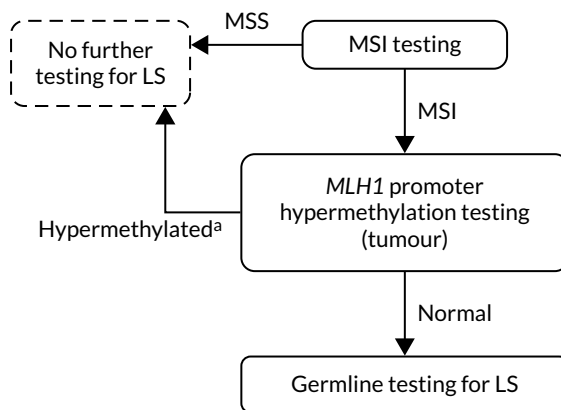 No further
testing for LS
MSS
MSI testing
MSI
MLH1 promoter
hypermethylation testing
(tumour)
Hypermethylatedᵃ
Normal
Germline testing for LS